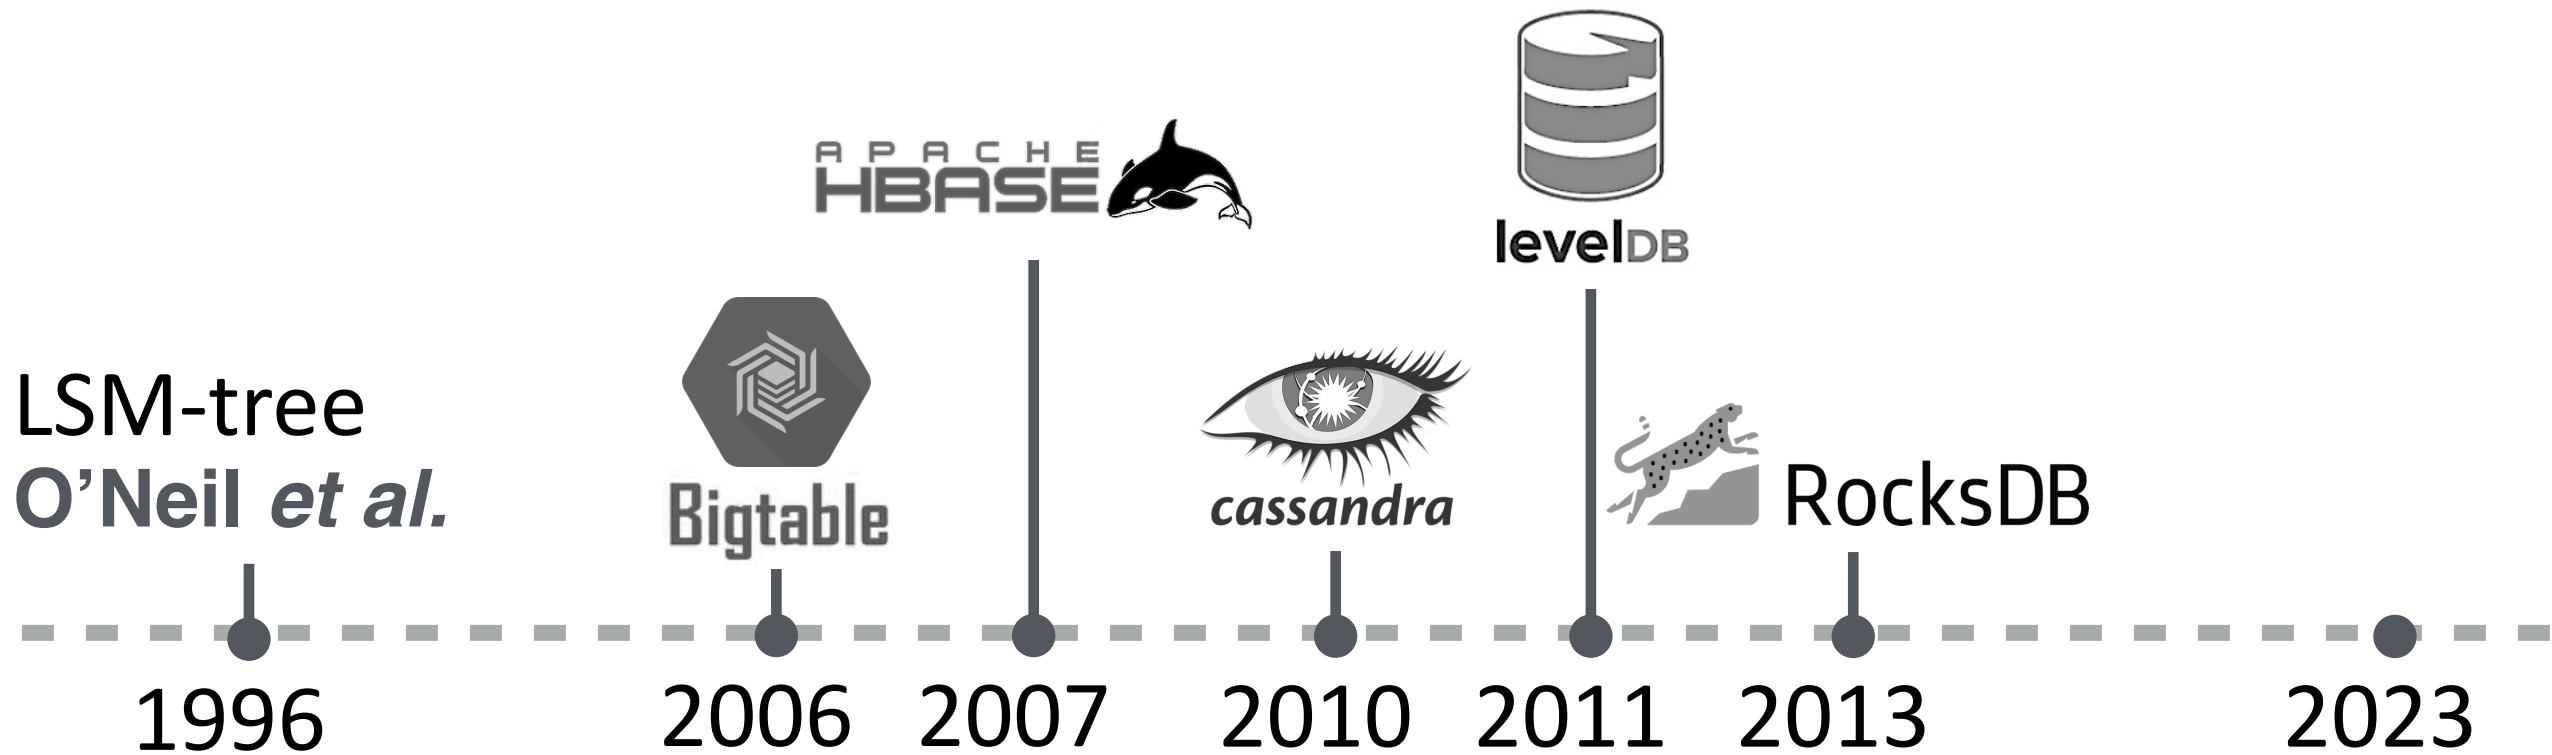 APACHE
HBASE
levelDB
LSM-tree
O'Neil et al.
Bigtable
cassandra
RocksDB
1996
2006
2007
2010
2011
2013
2023